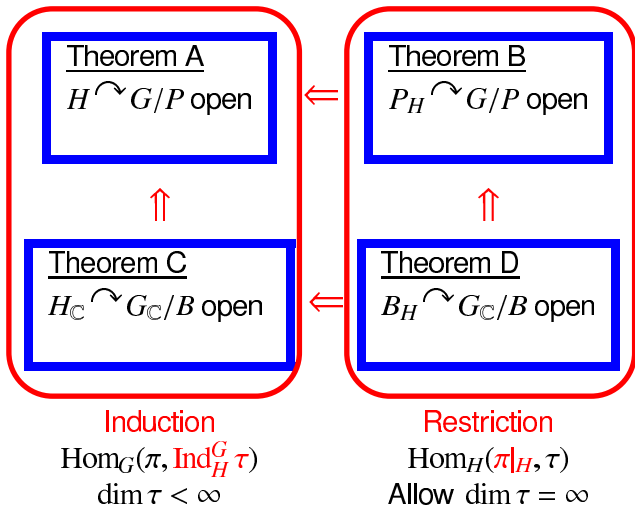 Theorem A
H ↷ G/P open
⇐
Theorem B
P_H ↷ G/P open
⇑
⇑
Theorem C
H_ℂ ↷ G_ℂ/B open
⇐
Theorem D
B_H ↷ G_ℂ/B open
Induction
Hom_G(π, Ind_H^G τ)
dim τ < ∞
Restriction
Hom_H(π|_H, τ)
Allow dim τ = ∞